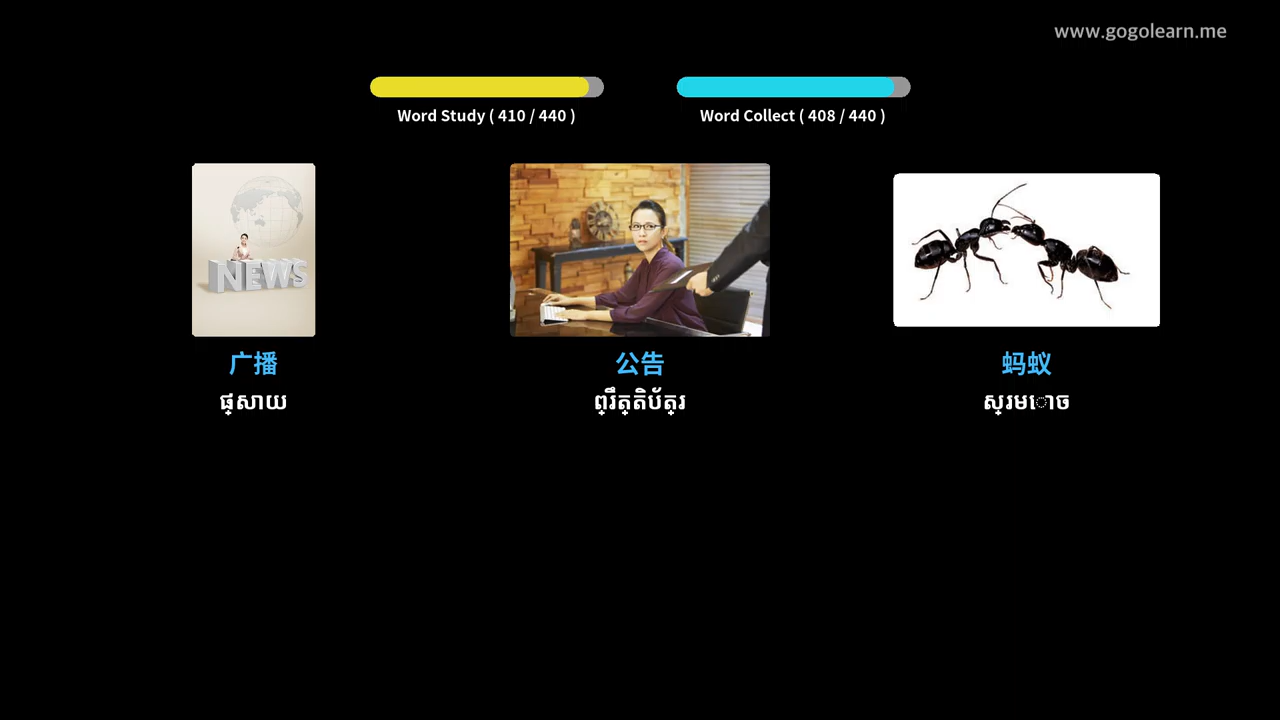 www.gogolearn.me
Word Study ( 410 / 440 )
Word Collect ( 408 / 440 )
NEWS
广播
公告
蚂蚁
ផ្សាយ
ព្រឹត្តិប័ត្រ
ស្រមោច